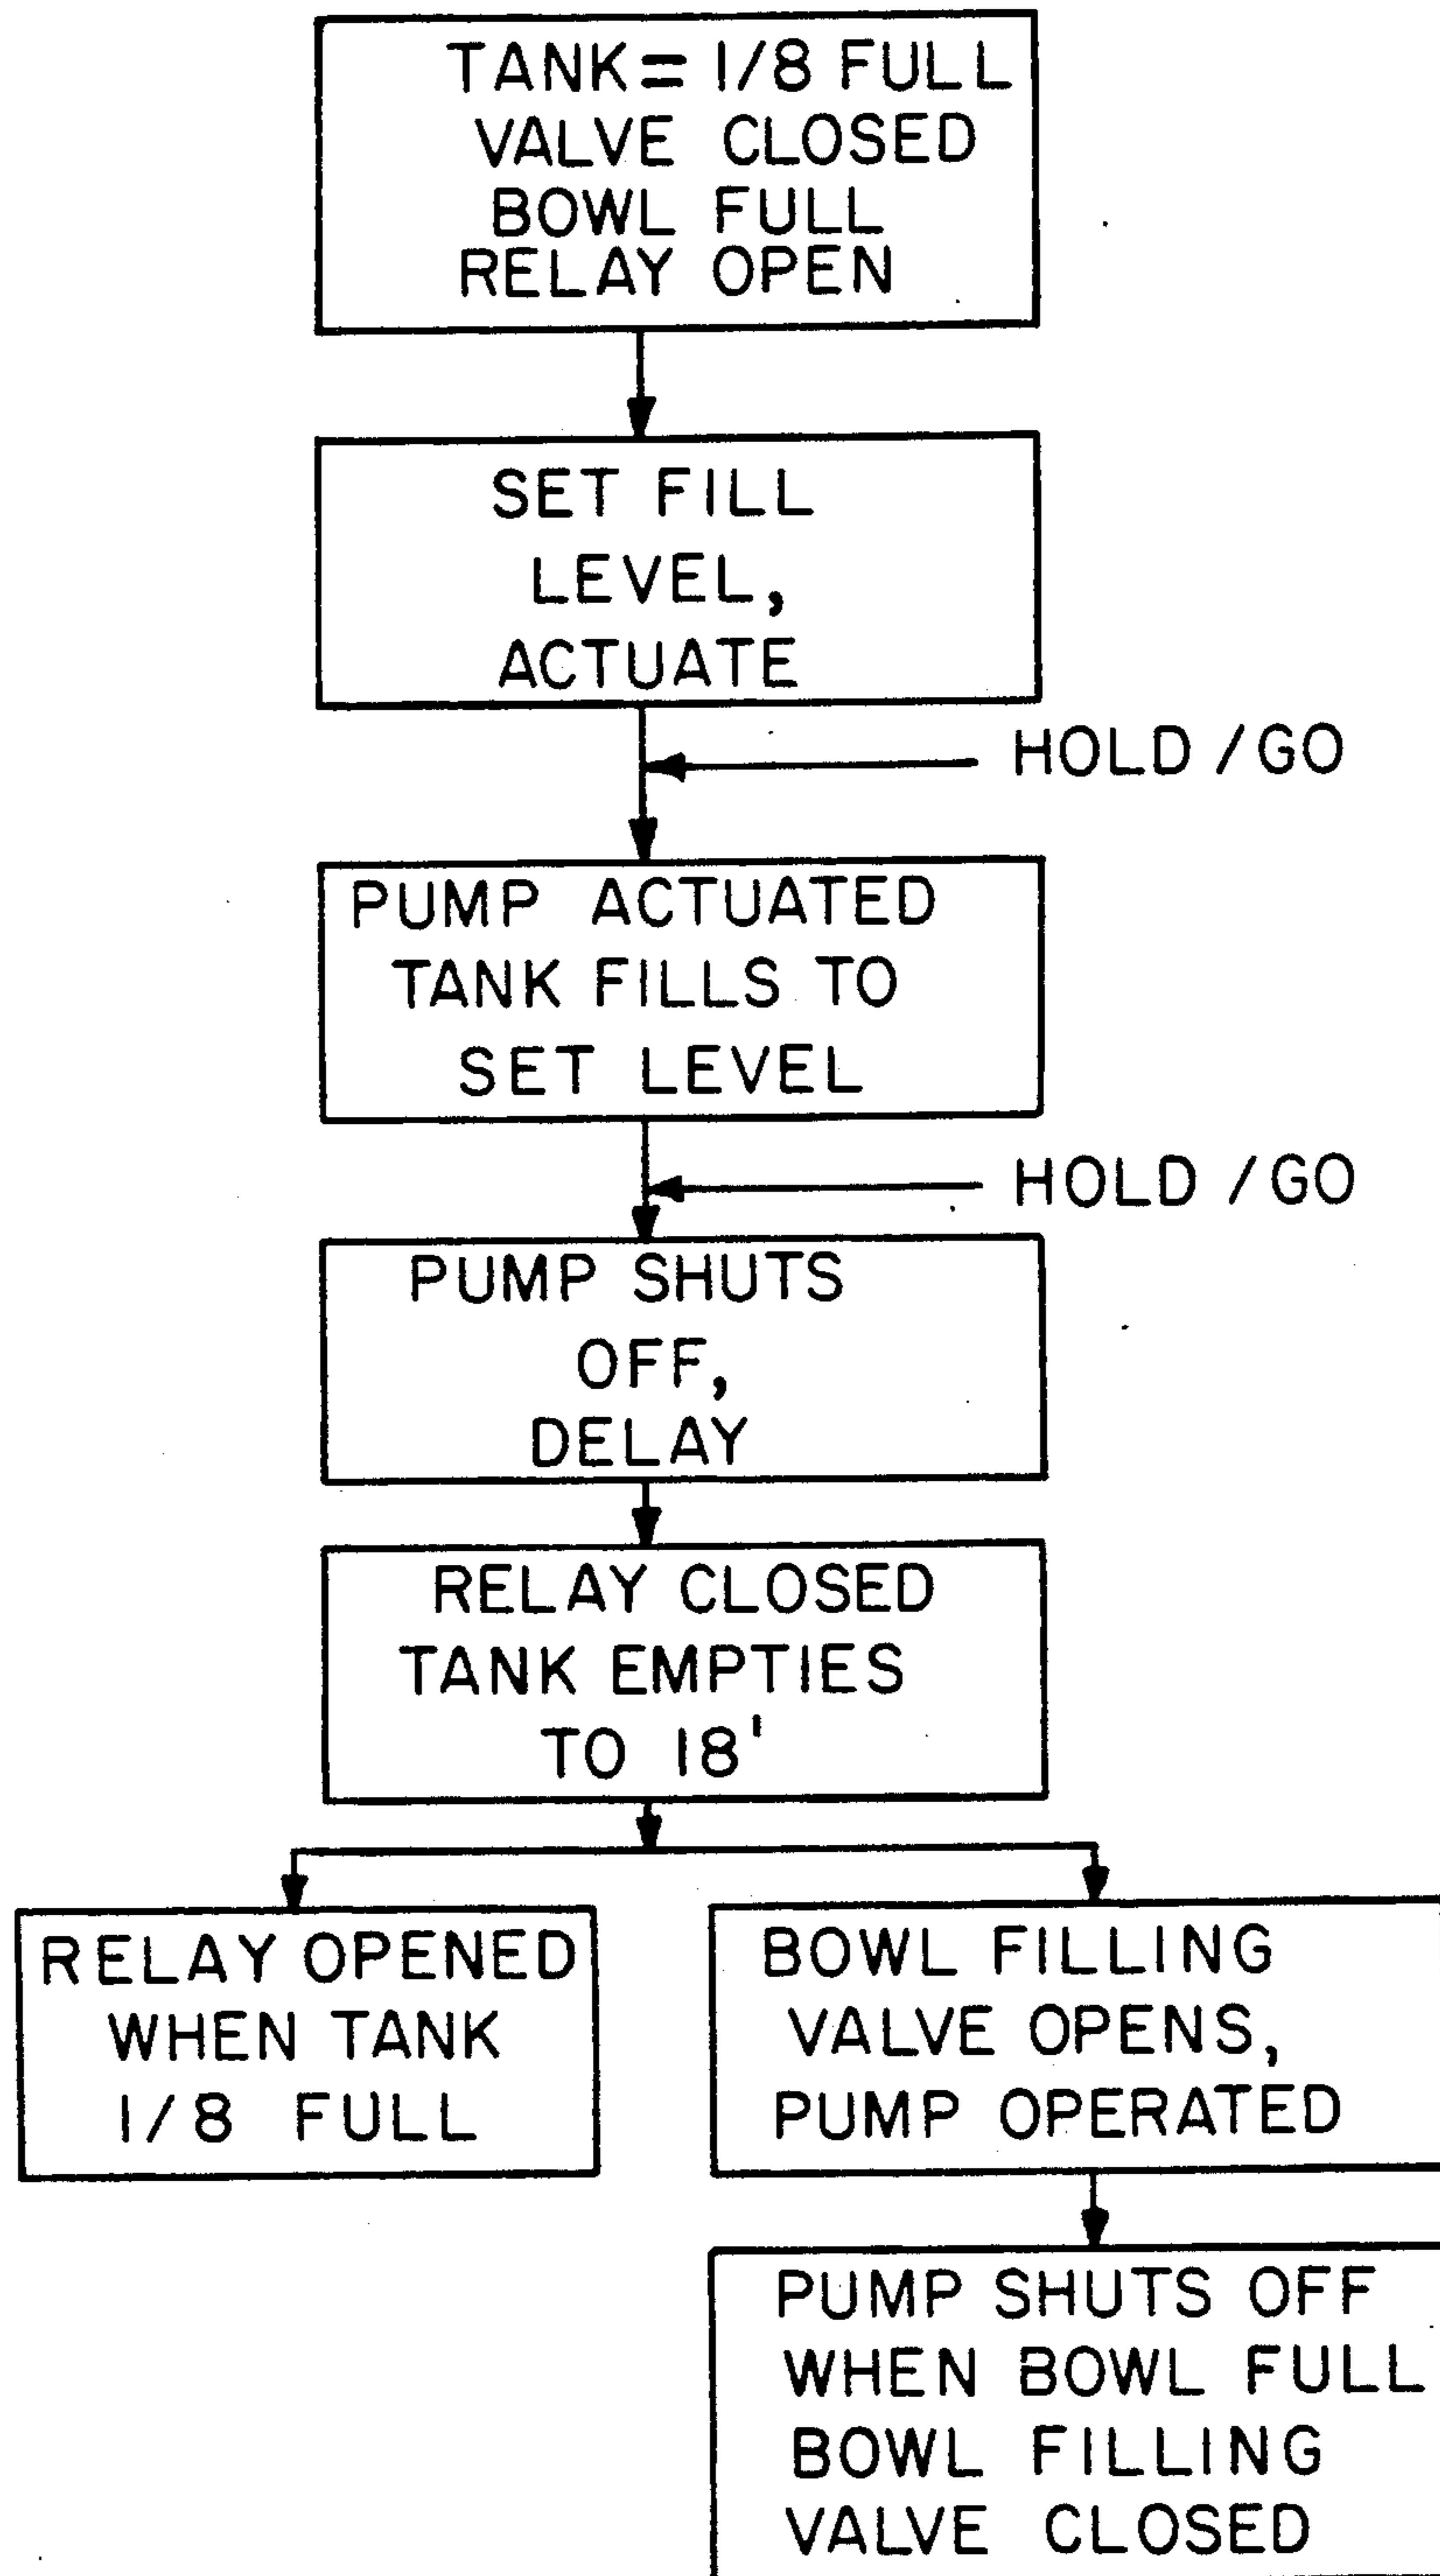 TANK = 1/8 FULL
VALVE CLOSED
BOWL FULL
RELAY OPEN
SET FILL
LEVEL,
ACTUATE
HOLD / GO
PUMP ACTUATED
TANK FILLS TO
SET LEVEL
HOLD / GO
PUMP SHUTS
OFF,
DELAY
RELAY CLOSED
TANK EMPTIES
TO 18'
RELAY OPENED
WHEN TANK
1/8 FULL
BOWL FILLING
VALVE OPENS,
PUMP OPERATED
PUMP SHUTS OFF
WHEN BOWL FULL
BOWL FILLING
VALVE CLOSED